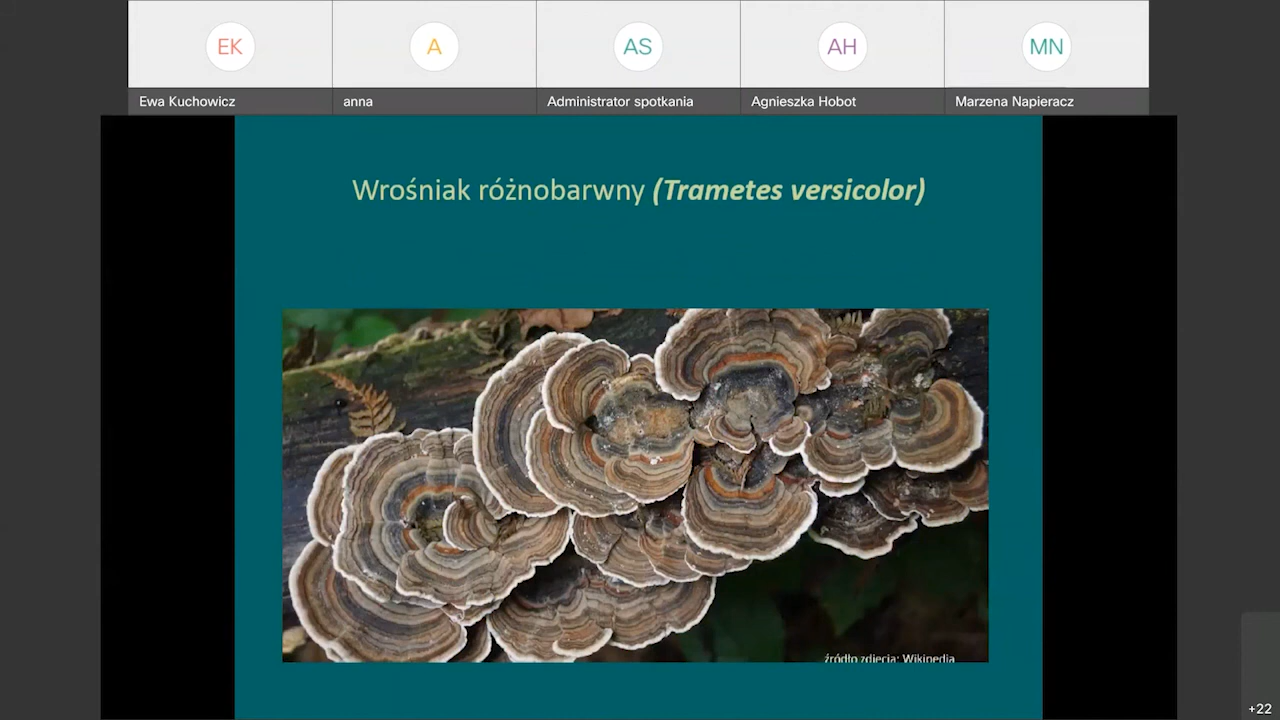 EK
A
AS
AH
MN
Ewa Kuchowicz
anna
Administrator spotkania
Agnieszka Hobot
Marzena Napieracz
Wrośniak różnobarwny (Trametes versicolor)
źródło zdjęcia: Wikipedia
+22